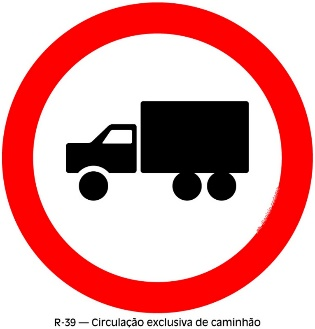 R-39 — Circulação exclusiva de caminhão